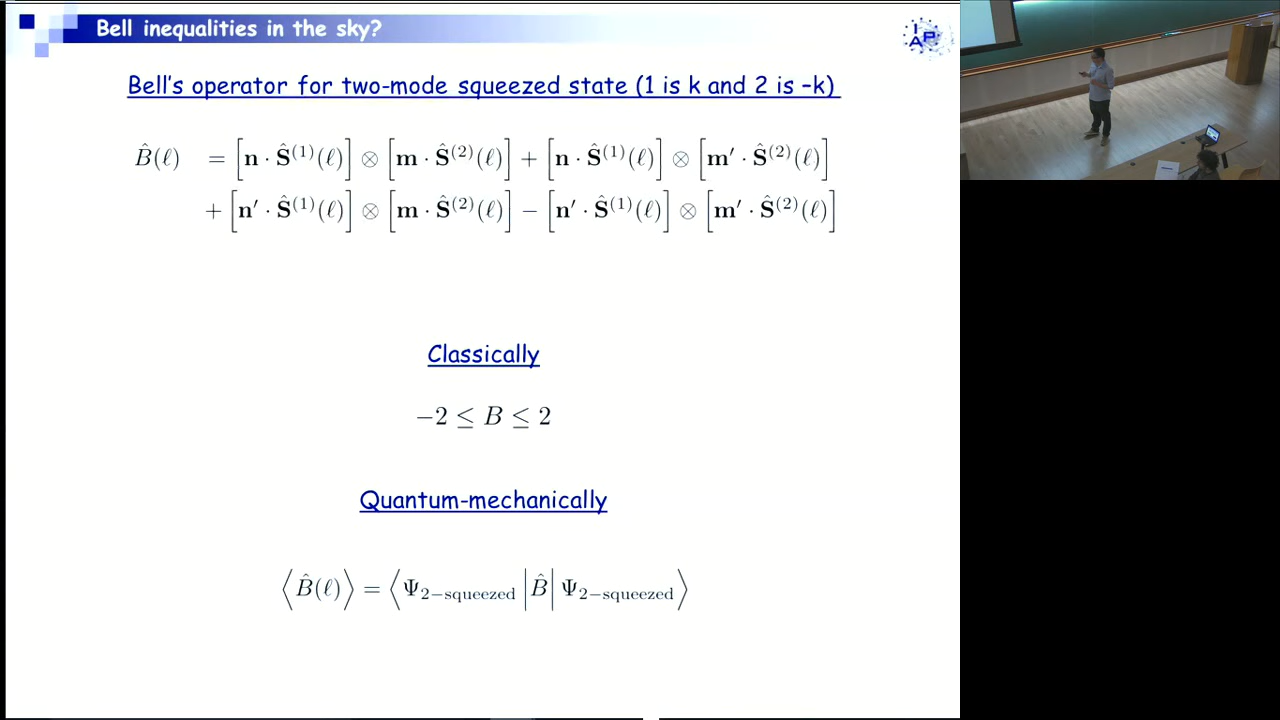 Bell inequalities in the sky?
IAP
Bell's operator for two-mode squeezed state (1 is k and 2 is –k)
B̂(ℓ) = [n · Ŝ⁽¹⁾(ℓ)] ⊗ [m · Ŝ⁽²⁾(ℓ)] + [n · Ŝ⁽¹⁾(ℓ)] ⊗ [m′ · Ŝ⁽²⁾(ℓ)]
+ [n′ · Ŝ⁽¹⁾(ℓ)] ⊗ [m · Ŝ⁽²⁾(ℓ)] − [n′ · Ŝ⁽¹⁾(ℓ)] ⊗ [m′ · Ŝ⁽²⁾(ℓ)]
Classically
−2 ≤ B ≤ 2
Quantum-mechanically
⟨B̂(ℓ)⟩ = ⟨Ψ₂₋squeezed |B̂| Ψ₂₋squeezed⟩